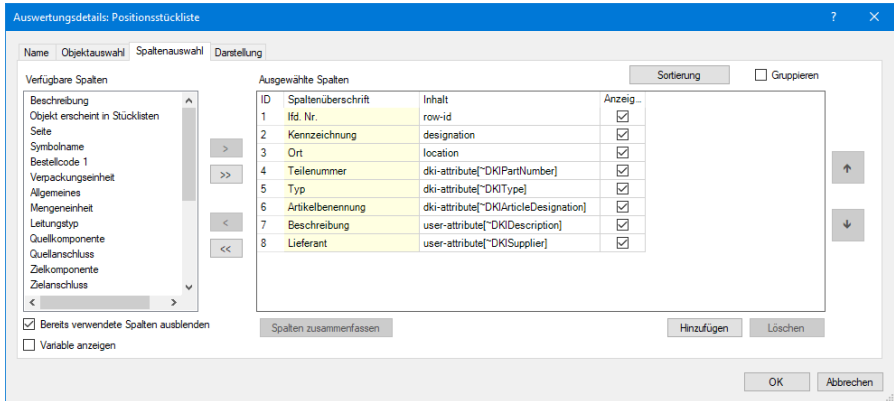 Auswertungsdetails: Positionsstückliste
Name Objektauswahl Spaltenauswahl Darstellung
Verfügbare Spalten
Beschreibung
Objekt erscheint in Stücklisten
Seite
Symbolname
Bestellcode 1
Verpackungseinheit
Allgemeines
Mengeneinheit
Leitungstyp
Quellkomponente
Quellanschluss
Zielkomponente
Zielanschluss
Bereits verwendete Spalten ausblenden
Variable anzeigen
>
>>
<
<<
Ausgewählte Spalten
Sortierung
Gruppieren
ID Spaltenüberschrift Inhalt Anzeig...
1 lfd. Nr. row-id
2 Kennzeichnung designation
3 Ort location
4 Teilenummer dki-attribute[~DKIPartNumber]
5 Typ dki-attribute[~DKIType]
6 Artikelbenennung dki-attribute[~DKIArticleDesignation]
7 Beschreibung user-attribute[~DKIDescription]
8 Lieferant user-attribute[~DKISupplier]
Spalten zusammenfassen
Hinzufügen
Löschen
OK
Abbrechen